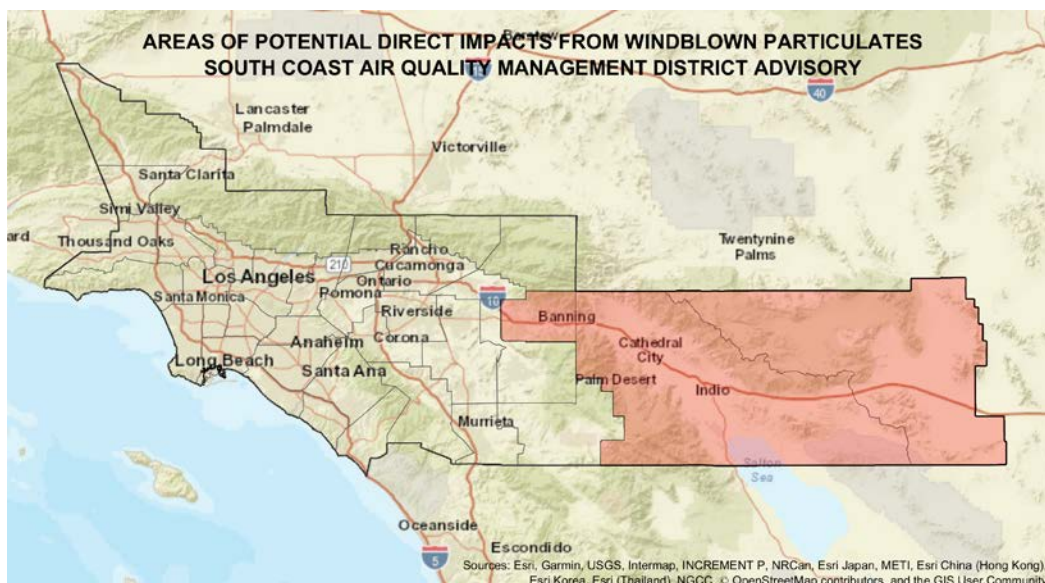 AREAS OF POTENTIAL DIRECT IMPACTS FROM WINDBLOWN PARTICULATES
SOUTH COAST AIR QUALITY MANAGEMENT DISTRICT ADVISORY
Barstow
15
40
Lancaster
Palmdale
Victorville
Santa Clarita
Simi Valley
ard
Thousand Oaks
Twentynine
Palms
Rancho
Cucamonga
210
Los Angeles
Ontario
Pomona
Santa Monica
10
Riverside
Banning
Anaheim
Corona
Cathedral
City
Long Beach
Santa Ana
Palm Desert
Indio
Murrieta
Salton
Sea
Oceanside
Escondido
5
Sources: Esri, Garmin, USGS, Intermap, INCREMENT P, NRCan, Esri Japan, METI, Esri China (Hong Kong)
Esri Korea, Esri (Thailand), NGCC, © OpenStreetMap contributors, and the GIS User Community